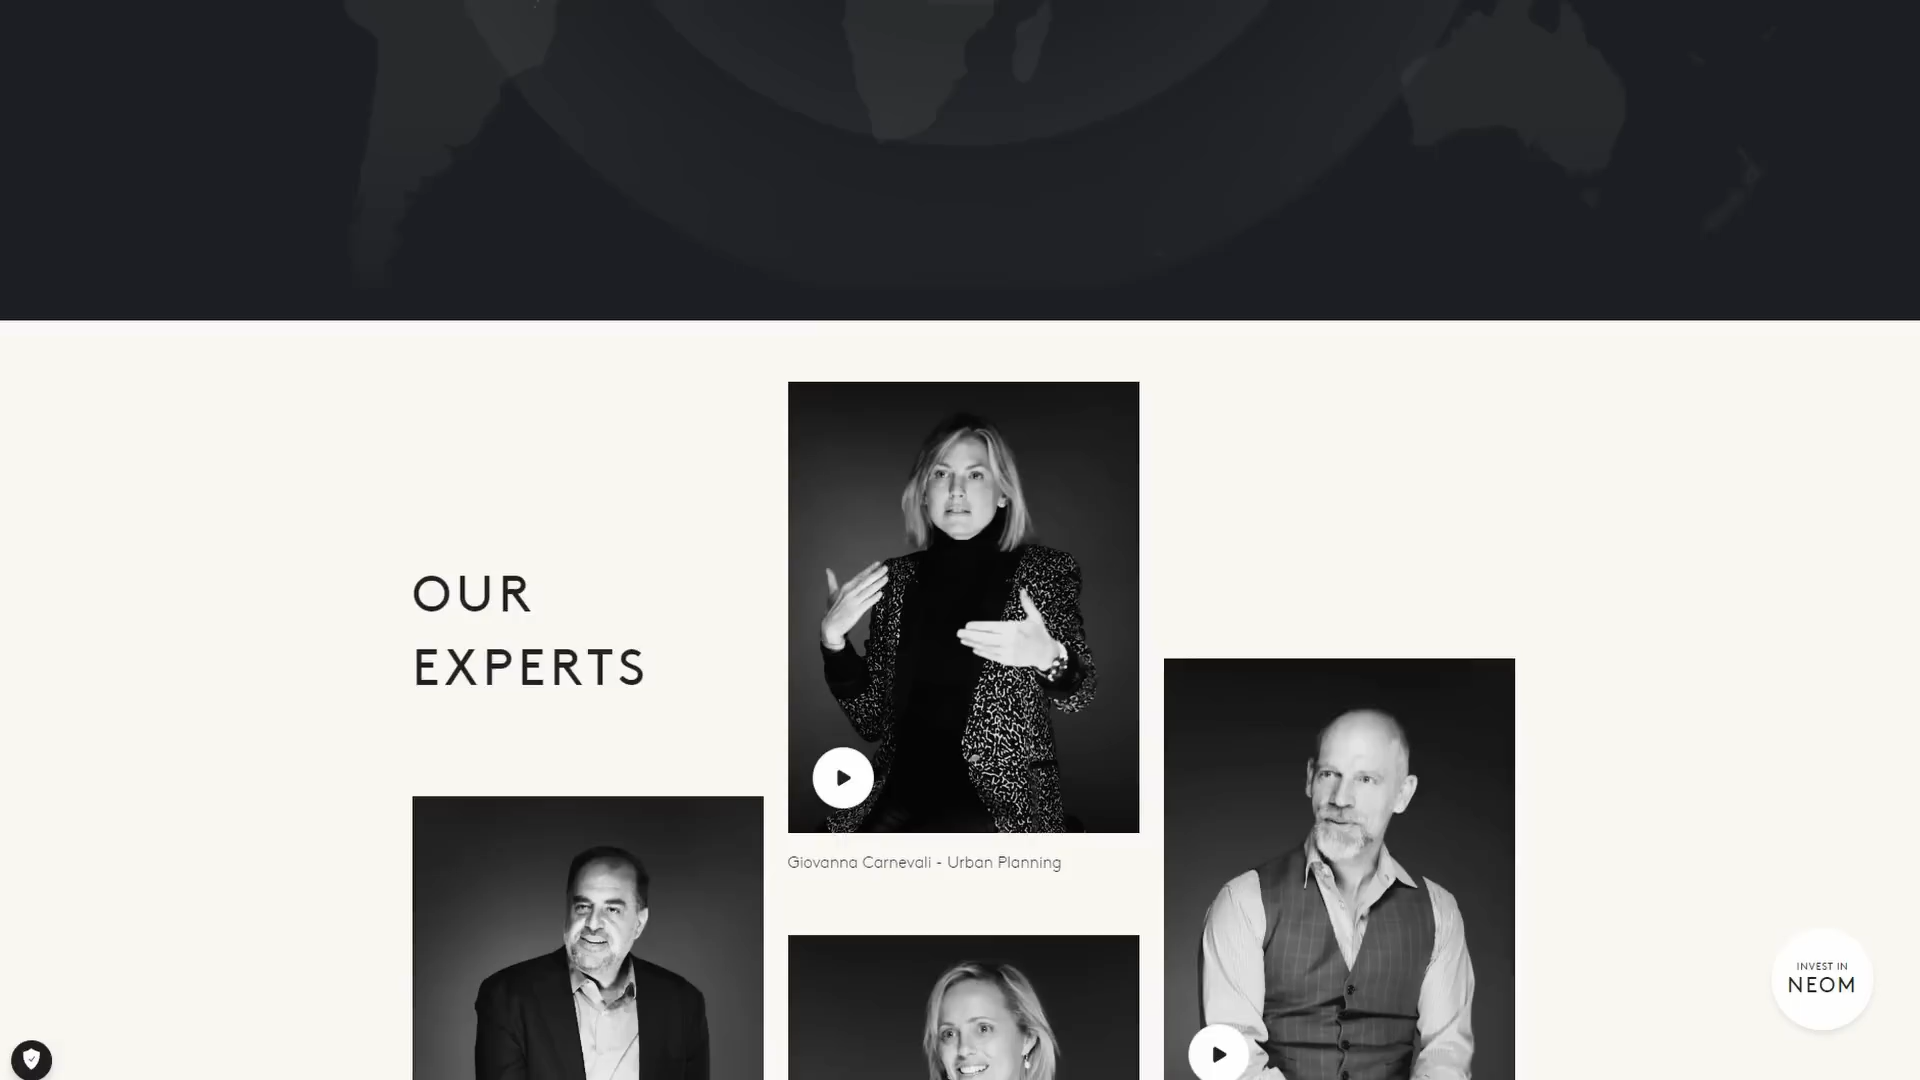 OUR
EXPERTS
Giovanna Carnevali - Urban Planning
INVEST IN
NEOM